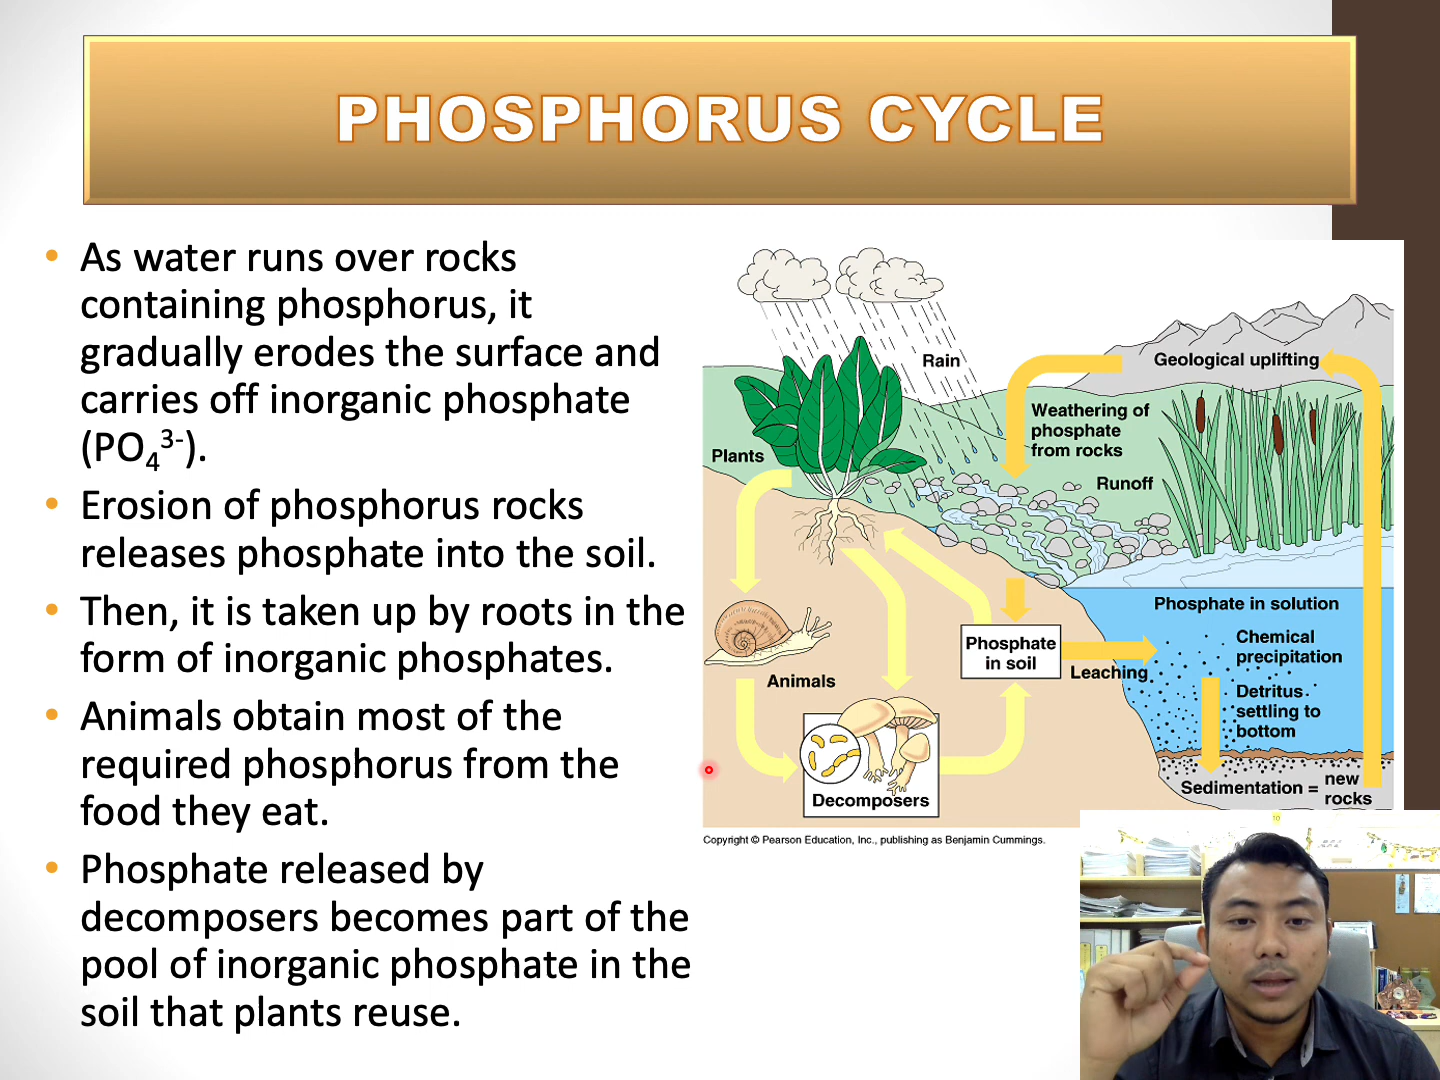 PHOSPHORUS CYCLE
• As water runs over rocks
containing phosphorus, it
gradually erodes the surface and
carries off inorganic phosphate
(PO₄³⁻).
• Erosion of phosphorus rocks
releases phosphate into the soil.
• Then, it is taken up by roots in the
form of inorganic phosphates.
• Animals obtain most of the
required phosphorus from the
food they eat.
• Phosphate released by
decomposers becomes part of the
pool of inorganic phosphate in the
soil that plants reuse.
Rain
Geological uplifting
Weathering of
phosphate
from rocks
Plants
Runoff
Phosphate in solution
Chemical
precipitation
Phosphate
in soil
Leaching
Animals
Detritus
settling to
bottom
Decomposers
Sedimentation = new
rocks
Copyright © Pearson Education, Inc., publishing as Benjamin Cummings.
10